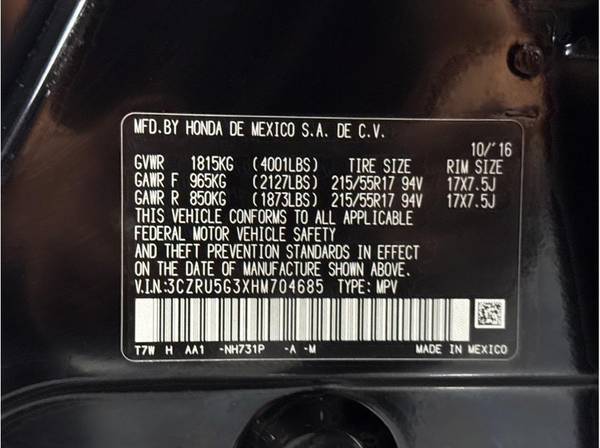 MFD.BY HONDA DE MEXICO S.A. DE C.V.
10/'16
GVWR 1815KG (4001LBS) TIRE SIZE RIM SIZE
GAWR F 965KG (2127LBS) 215/55R17 94V 17X7.5J
GAWR R 850KG (1873LBS) 215/55R17 94V 17X7.5J
THIS VEHICLE CONFORMS TO ALL APPLICABLE
FEDERAL MOTOR VEHICLE SAFETY
AND THEFT PREVENTION STANDARDS IN EFFECT
ON THE DATE OF MANUFACTURE SHOWN ABOVE.
V.I.N:3CZRU5G3XHM704685 TYPE: MPV
T7W H AA1 -NH731P -A -M MADE IN MEXICO